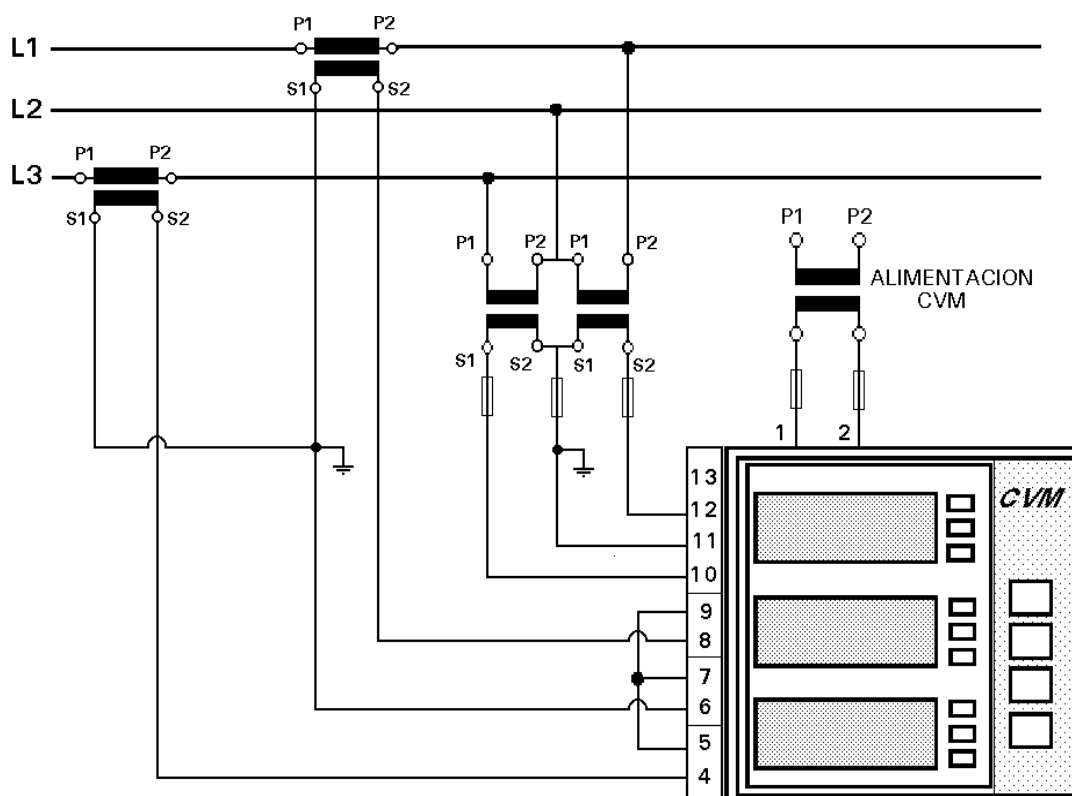 P1 P2
L1
S1 S2
L2
P1 P2
L3
S1 S2
P1 P2
P1 P2 P1 P2
ALIMENTACION
CVM
S1 S2 S1 S2
1 2
13
CVM
12
11
10
9
8
7
6
5
4